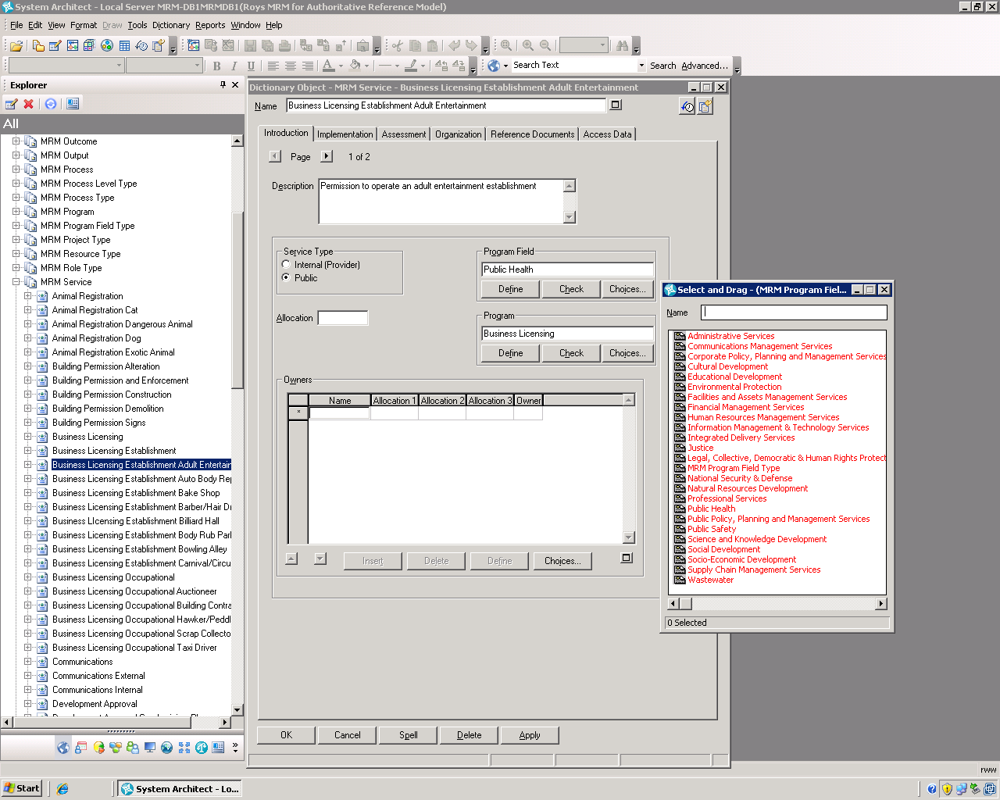 System Architect - Local Server MRM-DB1MRMDB1(Roys MRM for Authoritative Reference Model)
File Edit View Format Draw Tools Dictionary Reports Window Help
B I U
Search Text
Search Advanced...
Explorer
All
MRM Outcome
MRM Output
MRM Process
MRM Process Level Type
MRM Process Type
MRM Program
MRM Program Field Type
MRM Project Type
MRM Resource Type
MRM Role Type
MRM Service
Animal Registration
Animal Registration Cat
Animal Registration Dangerous Animal
Animal Registration Dog
Animal Registration Exotic Animal
Building Permission Alteration
Building Permission and Enforcement
Building Permission Construction
Building Permission Demolition
Building Permission Signs
Business Licensing
Business Licensing Establishment
Business Licensing Establishment Adult Entertain
Business Licensing Establishment Auto Body Rep
Business Licensing Establishment Bake Shop
Business Licensing Establishment Barber/Hair Dr
Business LIcensing Establishment Billiard Hall
Business Licensing Establishment Body Rub Parl
Business Licensing Establishment Bowling Alley
Business Licensing Establishment Carnival/Circu
Business Licensing Occupational
Business Licensing Occupational Auctioneer
Business Licensing Occupational Building Contra
Business Licensing Occupational Hawker/Peddl
Business Licensing Occupational Scrap Collecto
Business Licensing Occupational Taxi Driver
Communications
Communications External
Communications Internal
Development Approval
Dictionary Object - MRM Service - Business Licensing Establishment Adult Entertainment
Name Business Licensing Establishment Adult Entertainment
Introduction Implementation Assessment Organization Reference Documents Access Data
Page 1 of 2
Description Permission to operate an adult entertainment establishment
Service Type
Internal (Provider)
Public
Allocation
Program Field
Public Health
Define Check Choices...
Program
Business Licensing
Define Check Choices...
Owners
Name Allocation 1 Allocation 2 Allocation 3 Owner
*
Insert Delete Define Choices...
OK Cancel Spell Delete Apply
Select and Drag - (MRM Program Fiel...
Name
Administrative Services
Communications Management Services
Corporate Policy, Planning and Management Services
Cultural Development
Educational Development
Environmental Protection
Facilities and Assets Management Services
Financial Management Services
Human Resources Management Services
Information Management & Technology Services
Integrated Delivery Services
Justice
Legal, Collective, Democratic & Human Rights Protect
MRM Program Field Type
National Security & Defense
Natural Resources Development
Professional Services
Public Health
Public Policy, Planning and Management Services
Public Safety
Science and Knowledge Development
Social Development
Socio-Economic Development
Supply Chain Management Services
Wastewater
0 Selected
rww
Start
System Architect - Lo...